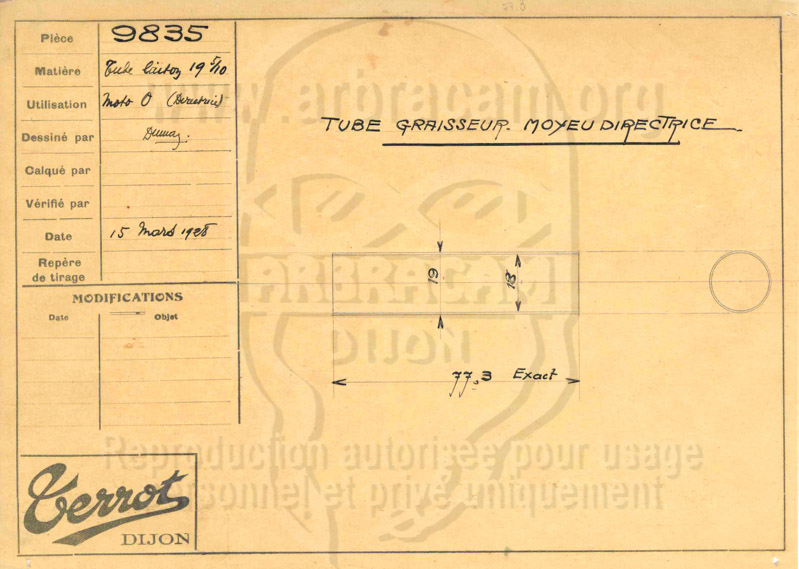 77.3
Pièce 9835
Matière Tube laiton 19 5/10
Utilisation Moto O (Directrice)
Dessiné par
Calqué par
Vérifié par
Date 15 Mars 1928
Repère
de tirage
MODIFICATIONS
Date Objet
TUBE GRAISSEUR. MOYEU DIRECTRICE
19
18
77,3 Exact
www.arbracam.org
ARBRACAM
DIJON
Reproduction autorisée pour usage
personnel et privé uniquement
Terrot
DIJON